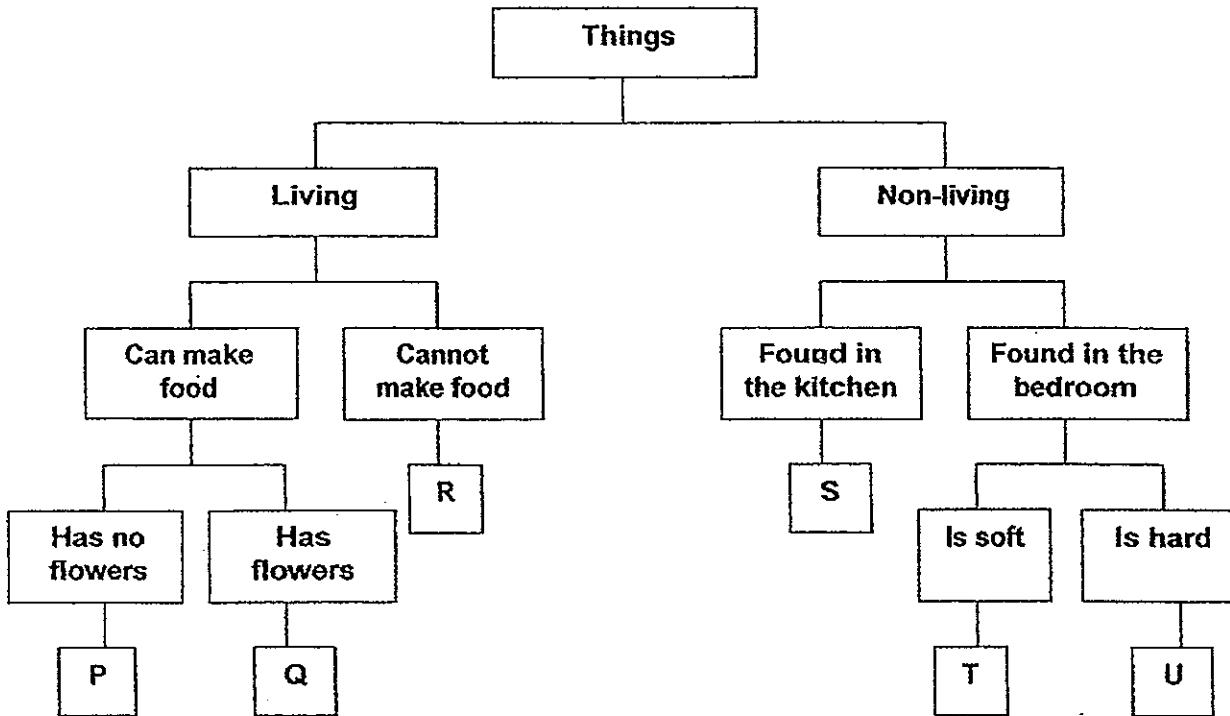 Things
Living
Non-living
Can make
food
Cannot
make food
Found in
the kitchen
Found in the
bedroom
R
S
Has no
flowers
Has
flowers
Is soft
Is hard
P
Q
T
U